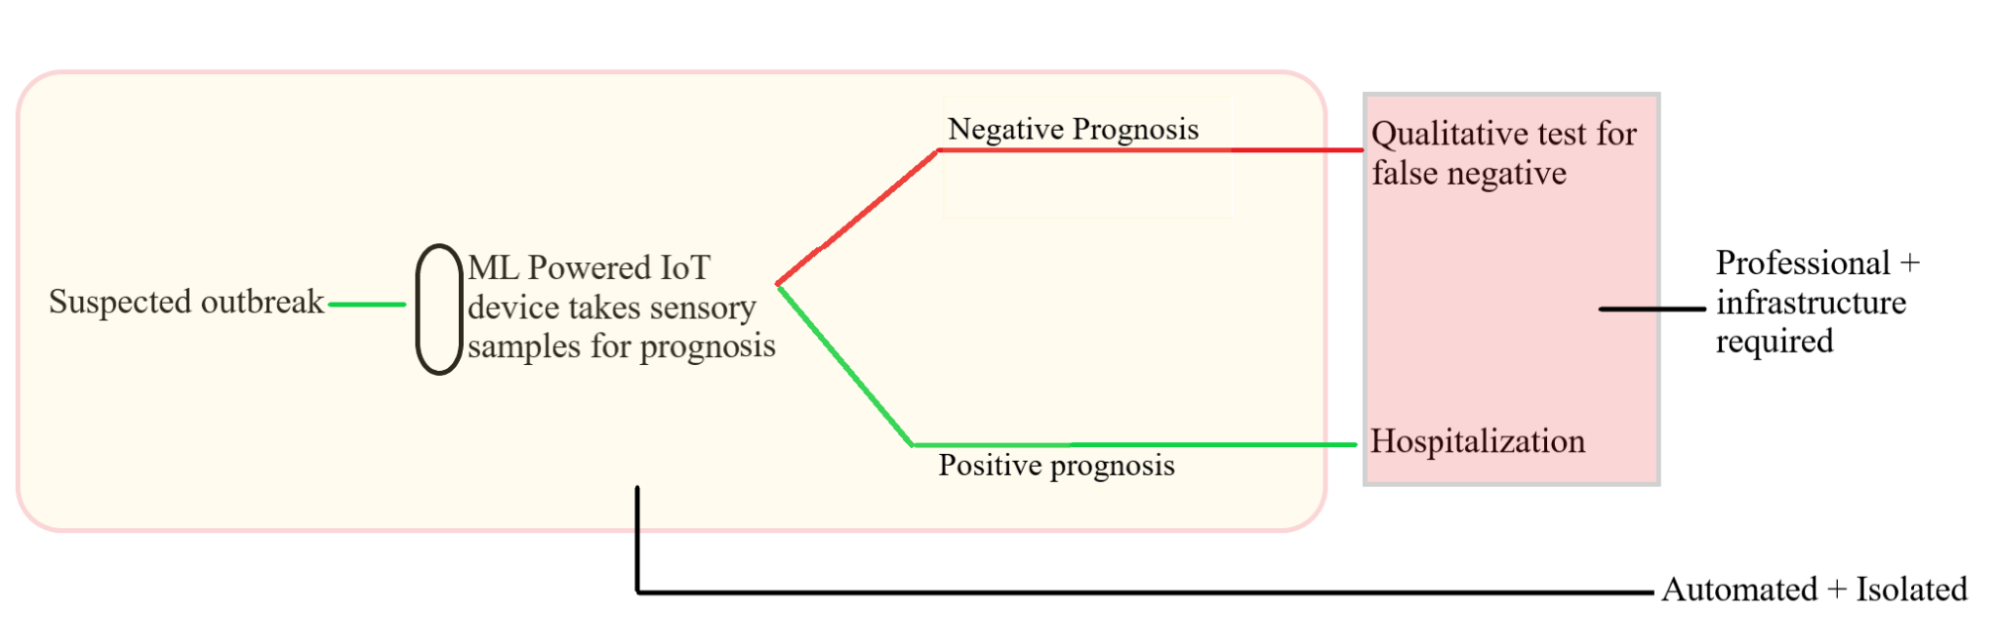 Negative Prognosis
Qualitative test for
false negative
Suspected outbreak
ML Powered IoT
device takes sensory
samples for prognosis
Professional +
infrastructure
required
Positive prognosis
Hospitalization
Automated + Isolated